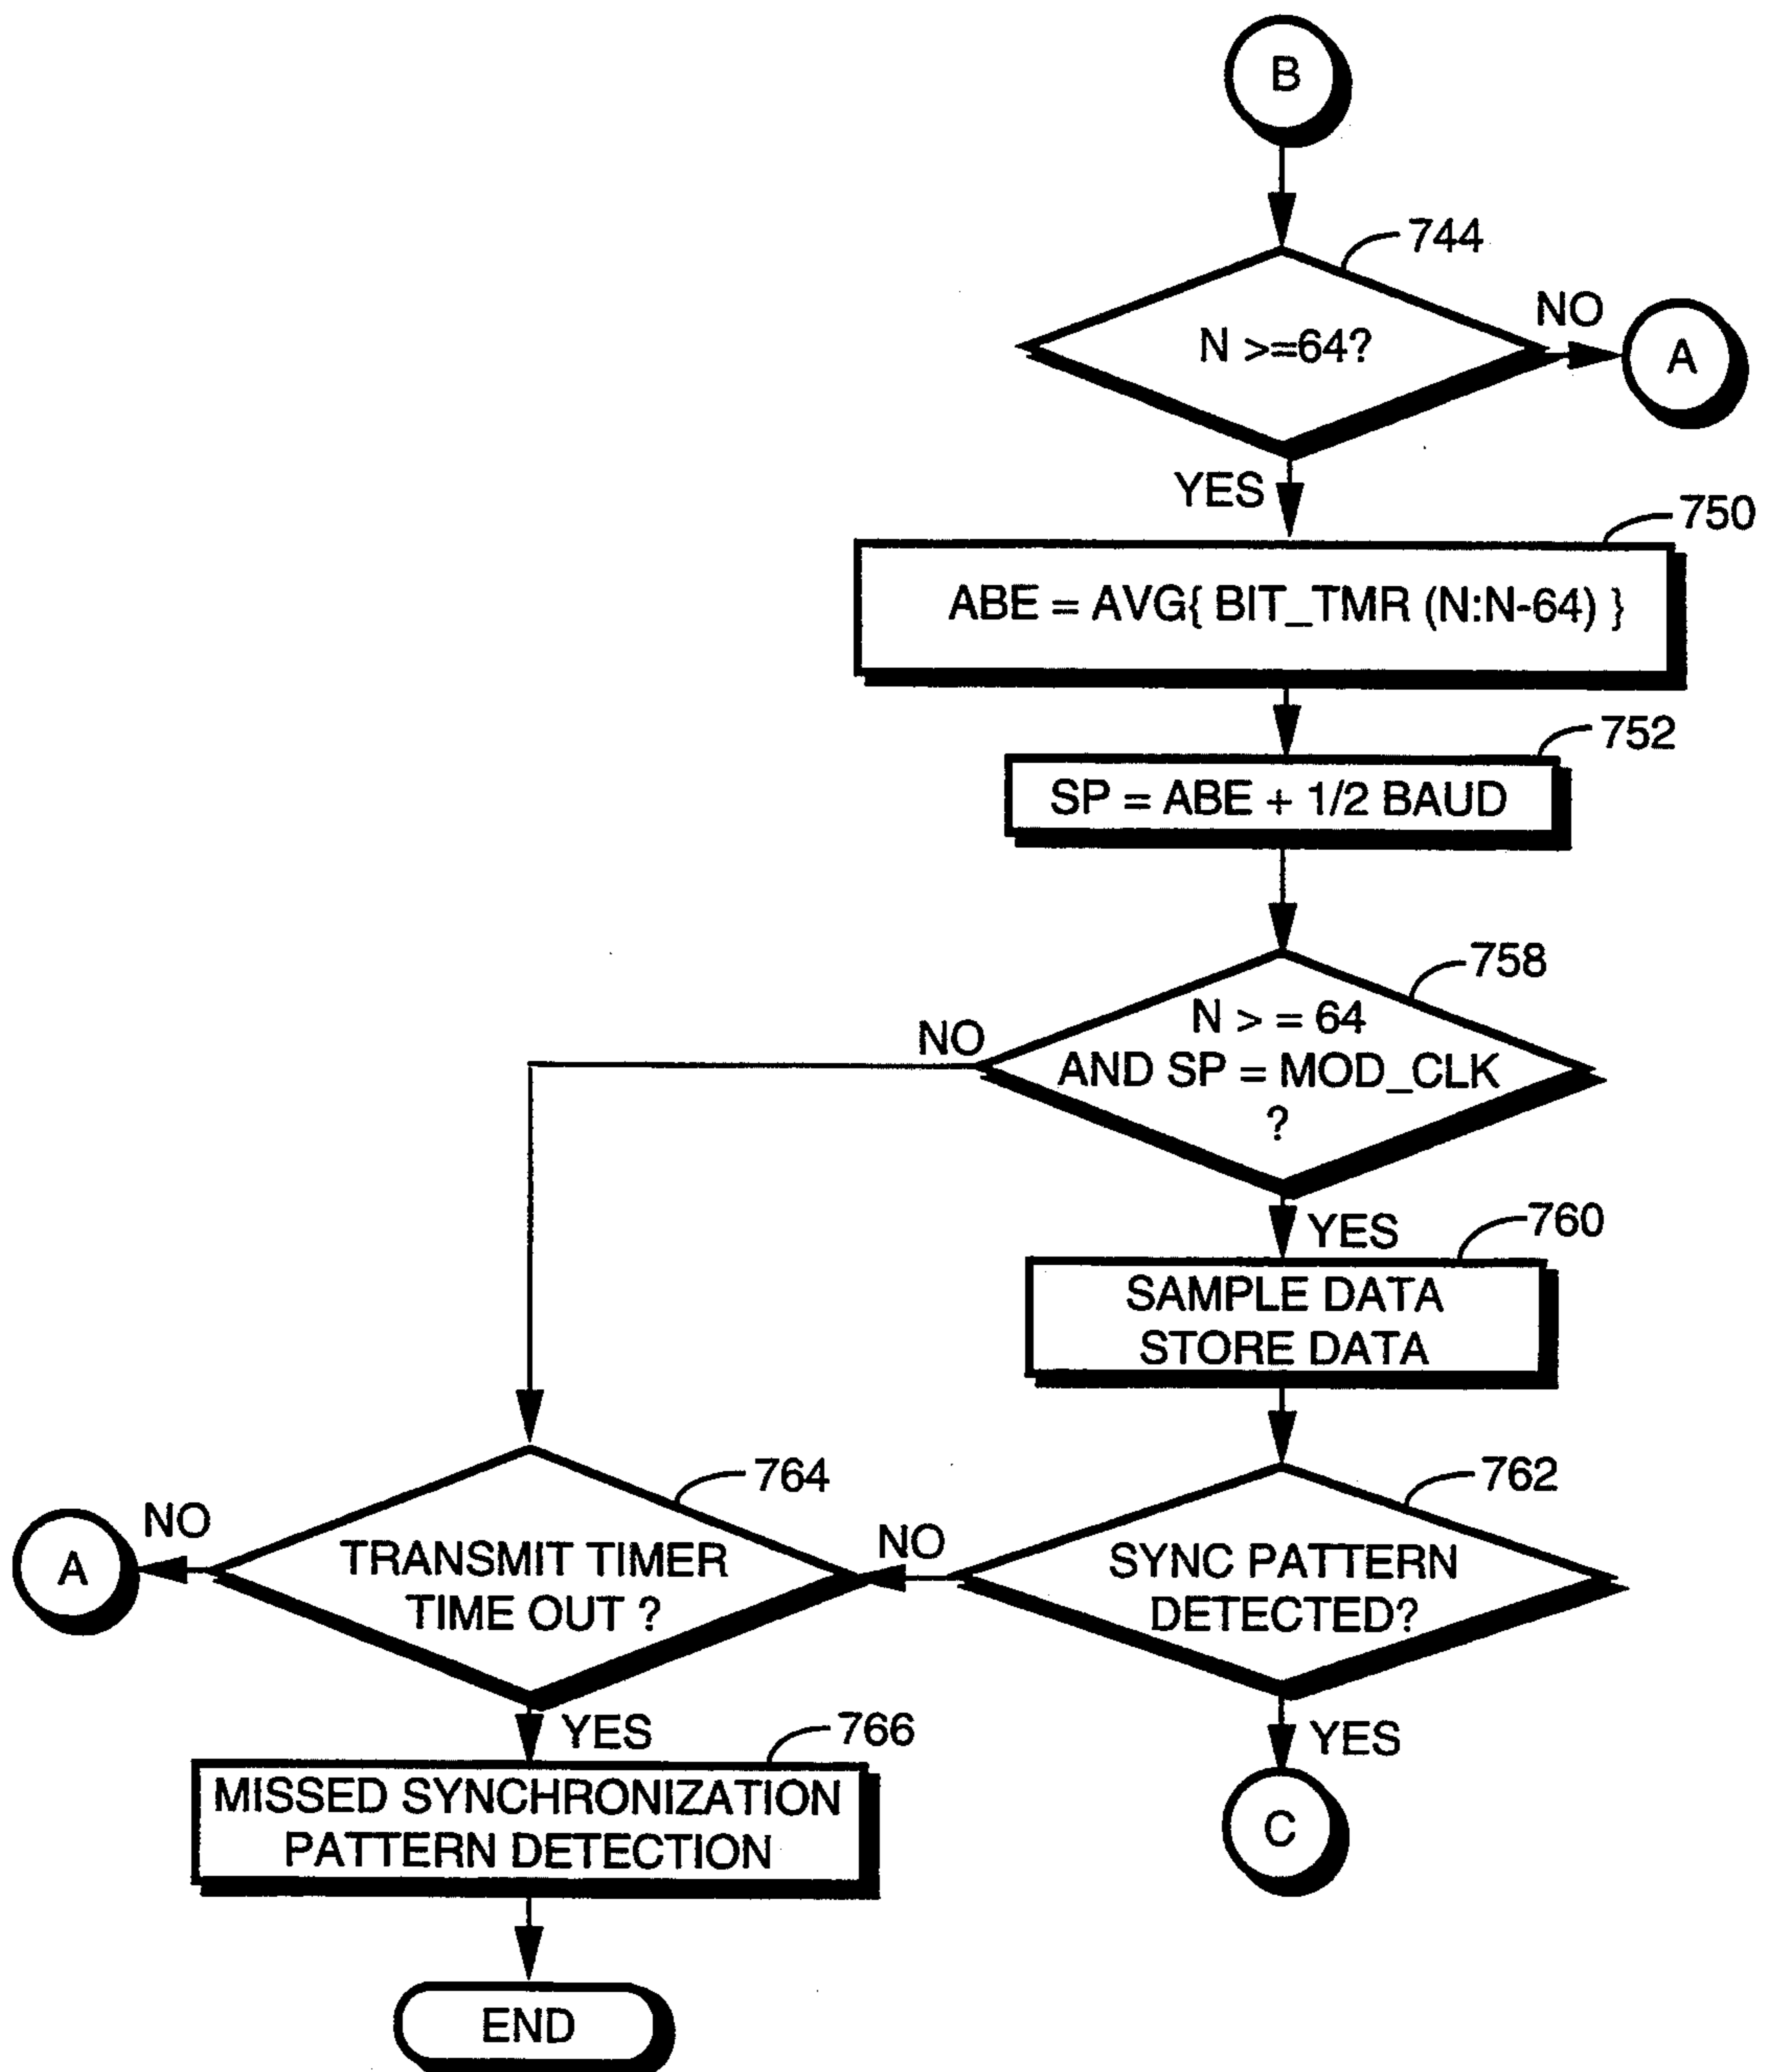 B
744
N >=64?
NO
A
YES
750
ABE = AVG{ BIT_TMR (N:N-64) }
752
SP = ABE + 1/2 BAUD
758
N > = 64
AND SP = MOD_CLK
?
NO
YES
760
SAMPLE DATA
STORE DATA
762
SYNC PATTERN
DETECTED?
NO
764
TRANSMIT TIMER
TIME OUT ?
NO
A
YES
766
MISSED SYNCHRONIZATION
PATTERN DETECTION
YES
C
END